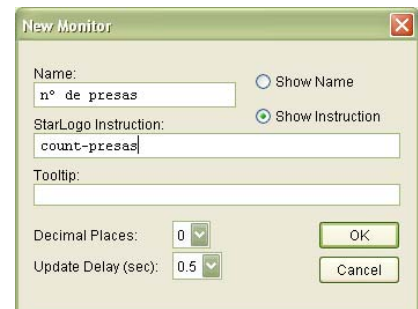 New Monitor
Name:
nº de presas
Show Name
Show Instruction
StarLogo Instruction:
count-presas
Tooltip:
Decimal Places:
0
OK
Update Delay (sec):
0.5
Cancel